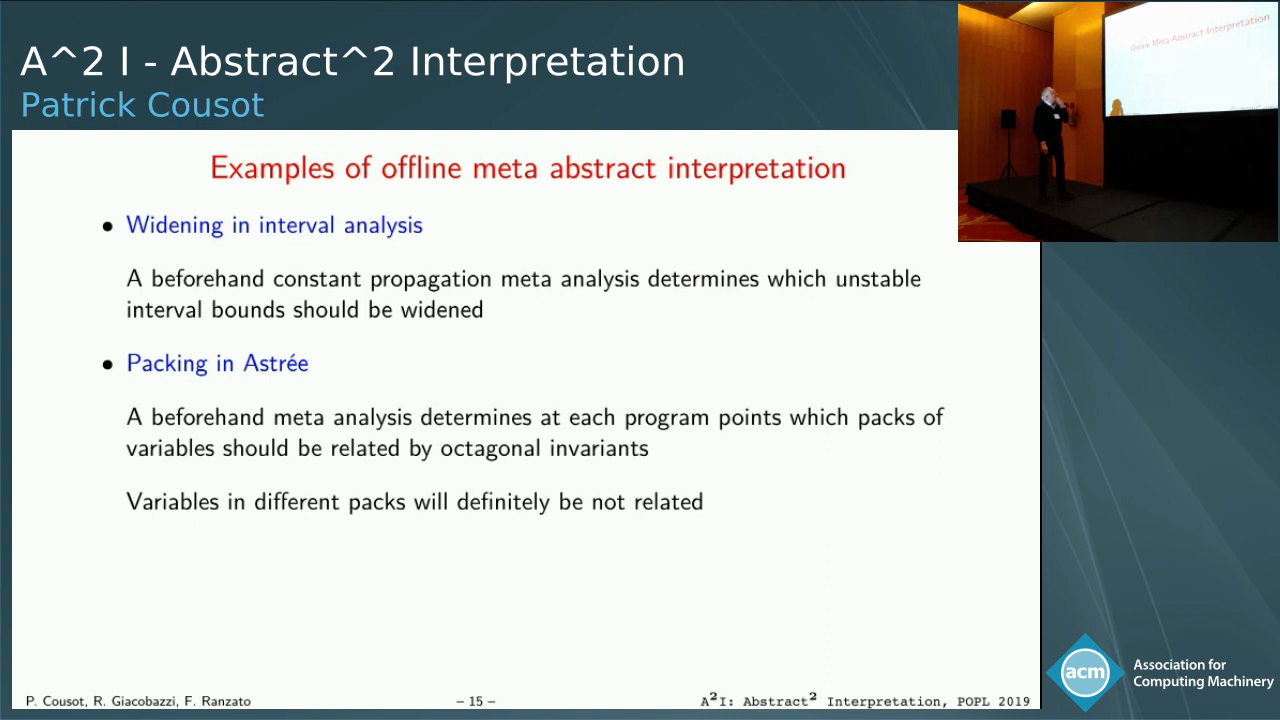 A^2 I - Abstract^2 Interpretation
Patrick Cousot
Online Meta Abstract Interpretation
Examples of offline meta abstract interpretation
• Widening in interval analysis
A beforehand constant propagation meta analysis determines which unstable
interval bounds should be widened
• Packing in Astrée
A beforehand meta analysis determines at each program points which packs of
variables should be related by octagonal invariants
Variables in different packs will definitely be not related
P. Cousot, R. Giacobazzi, F. Ranzato
– 15 –
A²I: Abstract² Interpretation, POPL 2019
acm
Association for
Computing Machinery